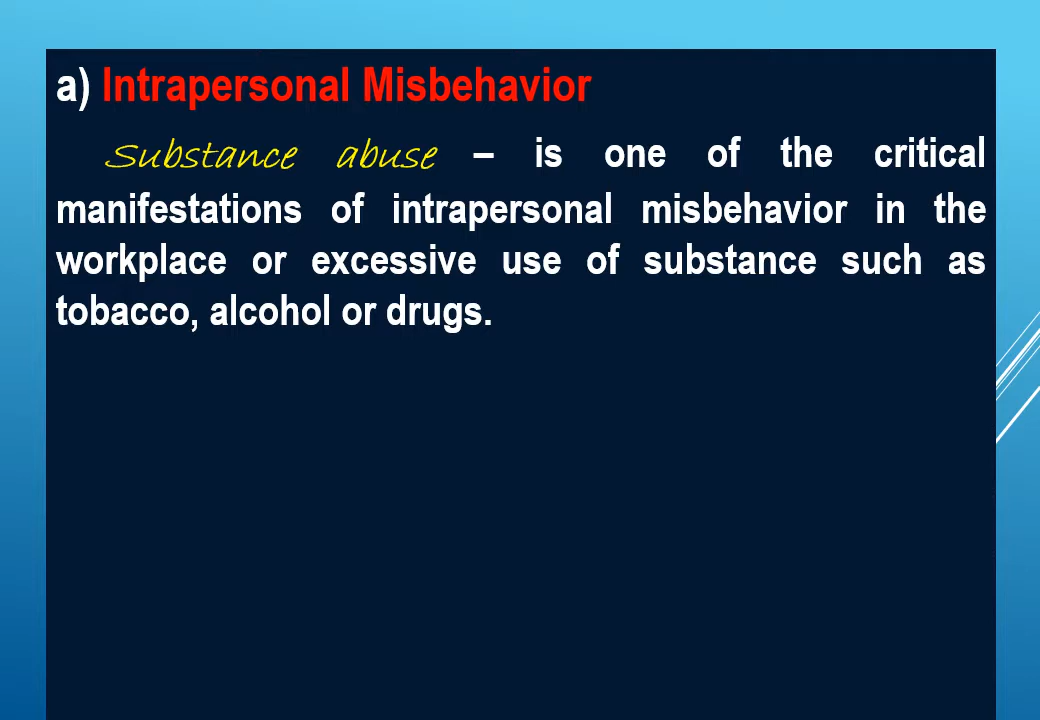 a) Intrapersonal Misbehavior
Substance abuse – is one of the critical
manifestations of intrapersonal misbehavior in the
workplace or excessive use of substance such as
tobacco, alcohol or drugs.